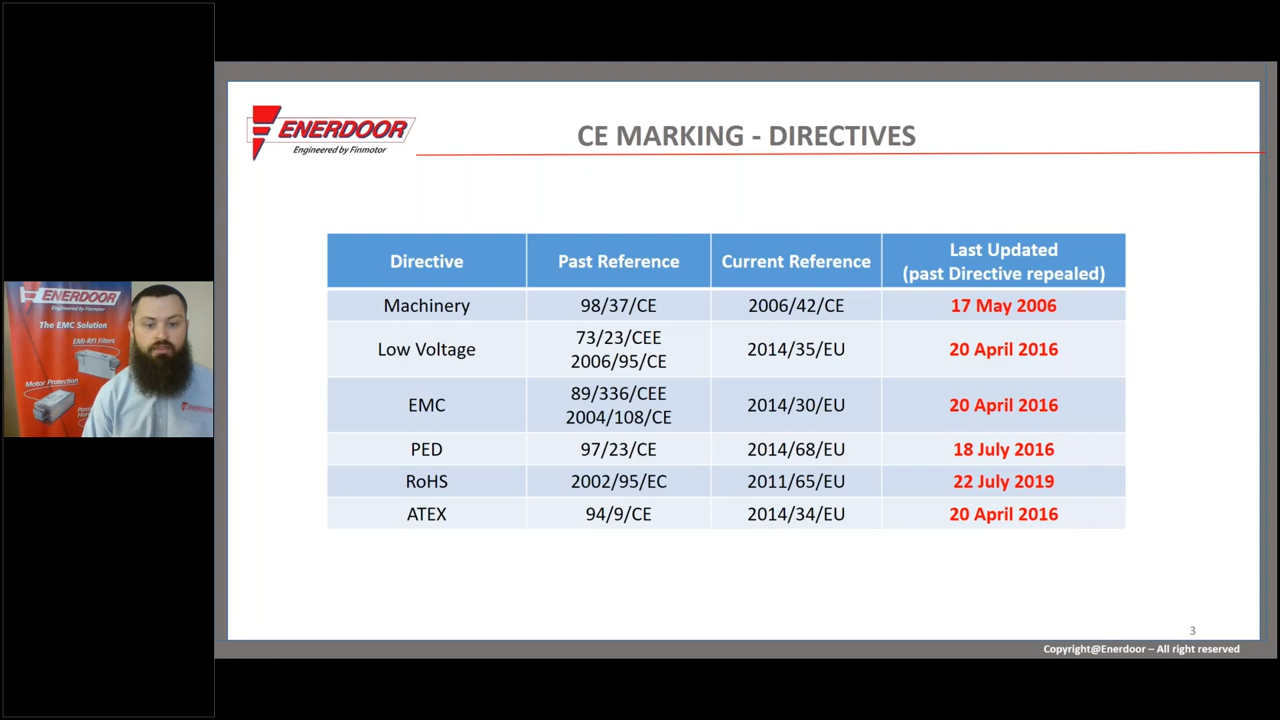 ENERDOOR
Engineered by Finmotor
CE MARKING - DIRECTIVES
Directive
Past Reference
Current Reference
Last Updated
(past Directive repealed)
Machinery
98/37/CE
2006/42/CE
17 May 2006
Low Voltage
73/23/CEE
2006/95/CE
2014/35/EU
20 April 2016
EMC
89/336/CEE
2004/108/CE
2014/30/EU
20 April 2016
PED
97/23/CE
2014/68/EU
18 July 2016
RoHS
2002/95/EC
2011/65/EU
22 July 2019
ATEX
94/9/CE
2014/34/EU
20 April 2016
3
Copyright@Enerdoor – All right reserved
ENERDOOR
Engineered by Finmotor
The EMC Solution
EMI-RFI Filters
Motor Protection